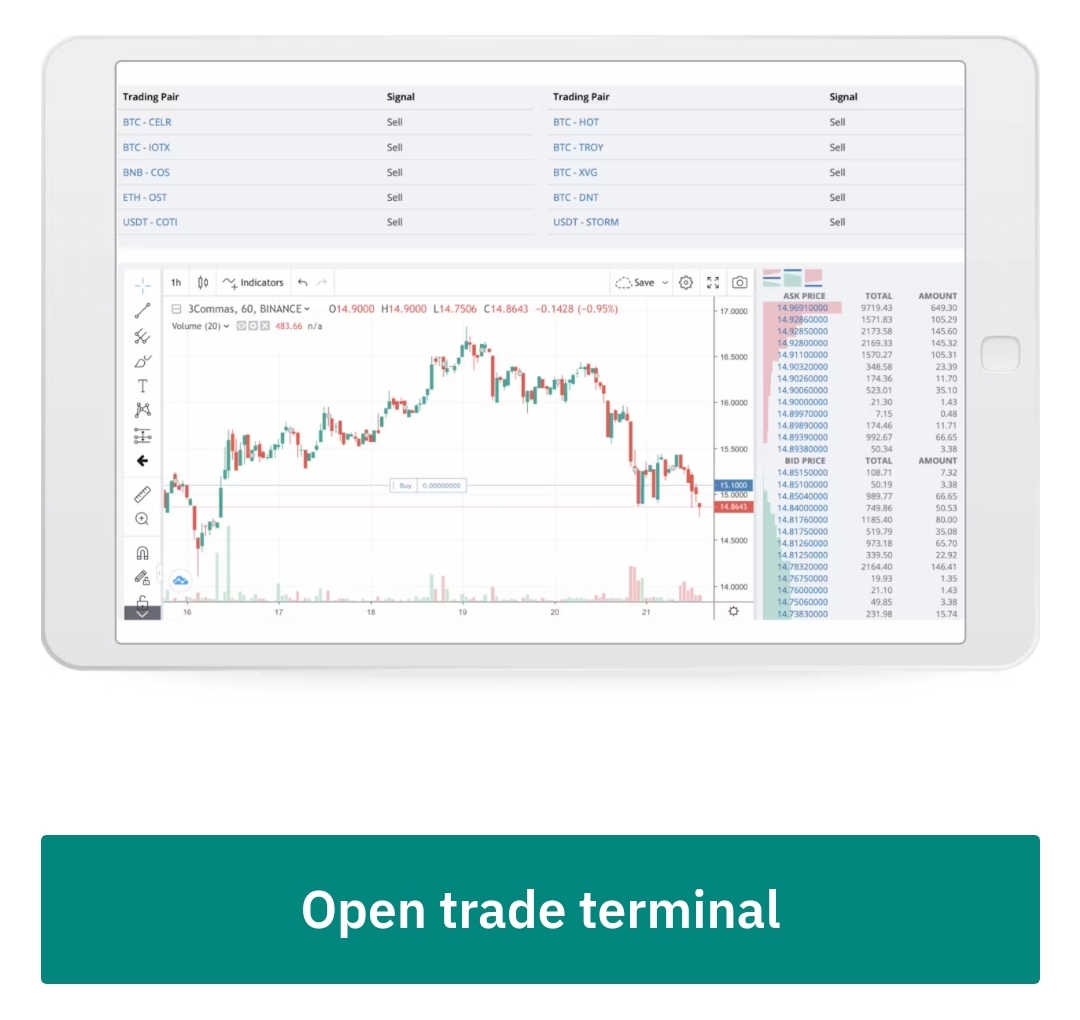 Trading Pair Signal Trading Pair Signal
BTC - CELR Sell BTC - HOT Sell
BTC - IOTX Sell BTC - TROY Sell
BNB - COS Sell BTC - XVG Sell
ETH - OST Sell BTC - DNT Sell
USDT - COTI Sell USDT - STORM Sell
1h Indicators Save
3Commas, 60, BINANCE O14.9000 H14.9000 L14.7506 C14.8643 -0.1428 (-0.95%)
Volume (20) 483.66 n/a
17.0000
16.5000
16.0000
15.5000
Buy 0.00000000 15.1000
15.0000
14.8643
14.5000
14.0000
16 17 18 19 20 21
ASK PRICE TOTAL AMOUNT
14.96910000 9719.43 649.30
14.92860000 1571.83 105.29
14.92850000 2173.58 145.60
14.92800000 2169.33 145.32
14.91100000 1570.27 105.31
14.90320000 348.58 23.39
14.90260000 174.36 11.70
14.90060000 523.01 35.10
14.90000000 21.30 1.43
14.89970000 7.15 0.48
14.89890000 174.46 11.71
14.89390000 992.67 66.65
14.89380000 50.34 3.38
BID PRICE TOTAL AMOUNT
14.85150000 108.71 7.32
14.85100000 50.19 3.38
14.85040000 989.77 66.65
14.84000000 749.86 50.53
14.81760000 1185.40 80.00
14.81750000 519.79 35.08
14.81260000 973.18 65.70
14.81250000 339.50 22.92
14.78320000 2164.40 146.41
14.76750000 19.93 1.35
14.76000000 21.10 1.43
14.75060000 49.85 3.38
14.73830000 231.98 15.74
Open trade terminal